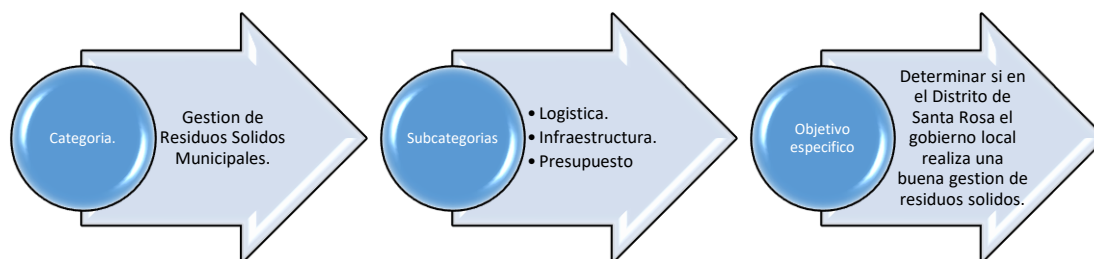 Categoria.
Gestion de
Residuos Solidos
Municipales.
Subcategorias
• Logistica.
• Infraestructura.
• Presupuesto
Objetivo
especifico
Determinar si en
el Distrito de
Santa Rosa el
gobierno local
realiza una
buena gestion de
residuos solidos.